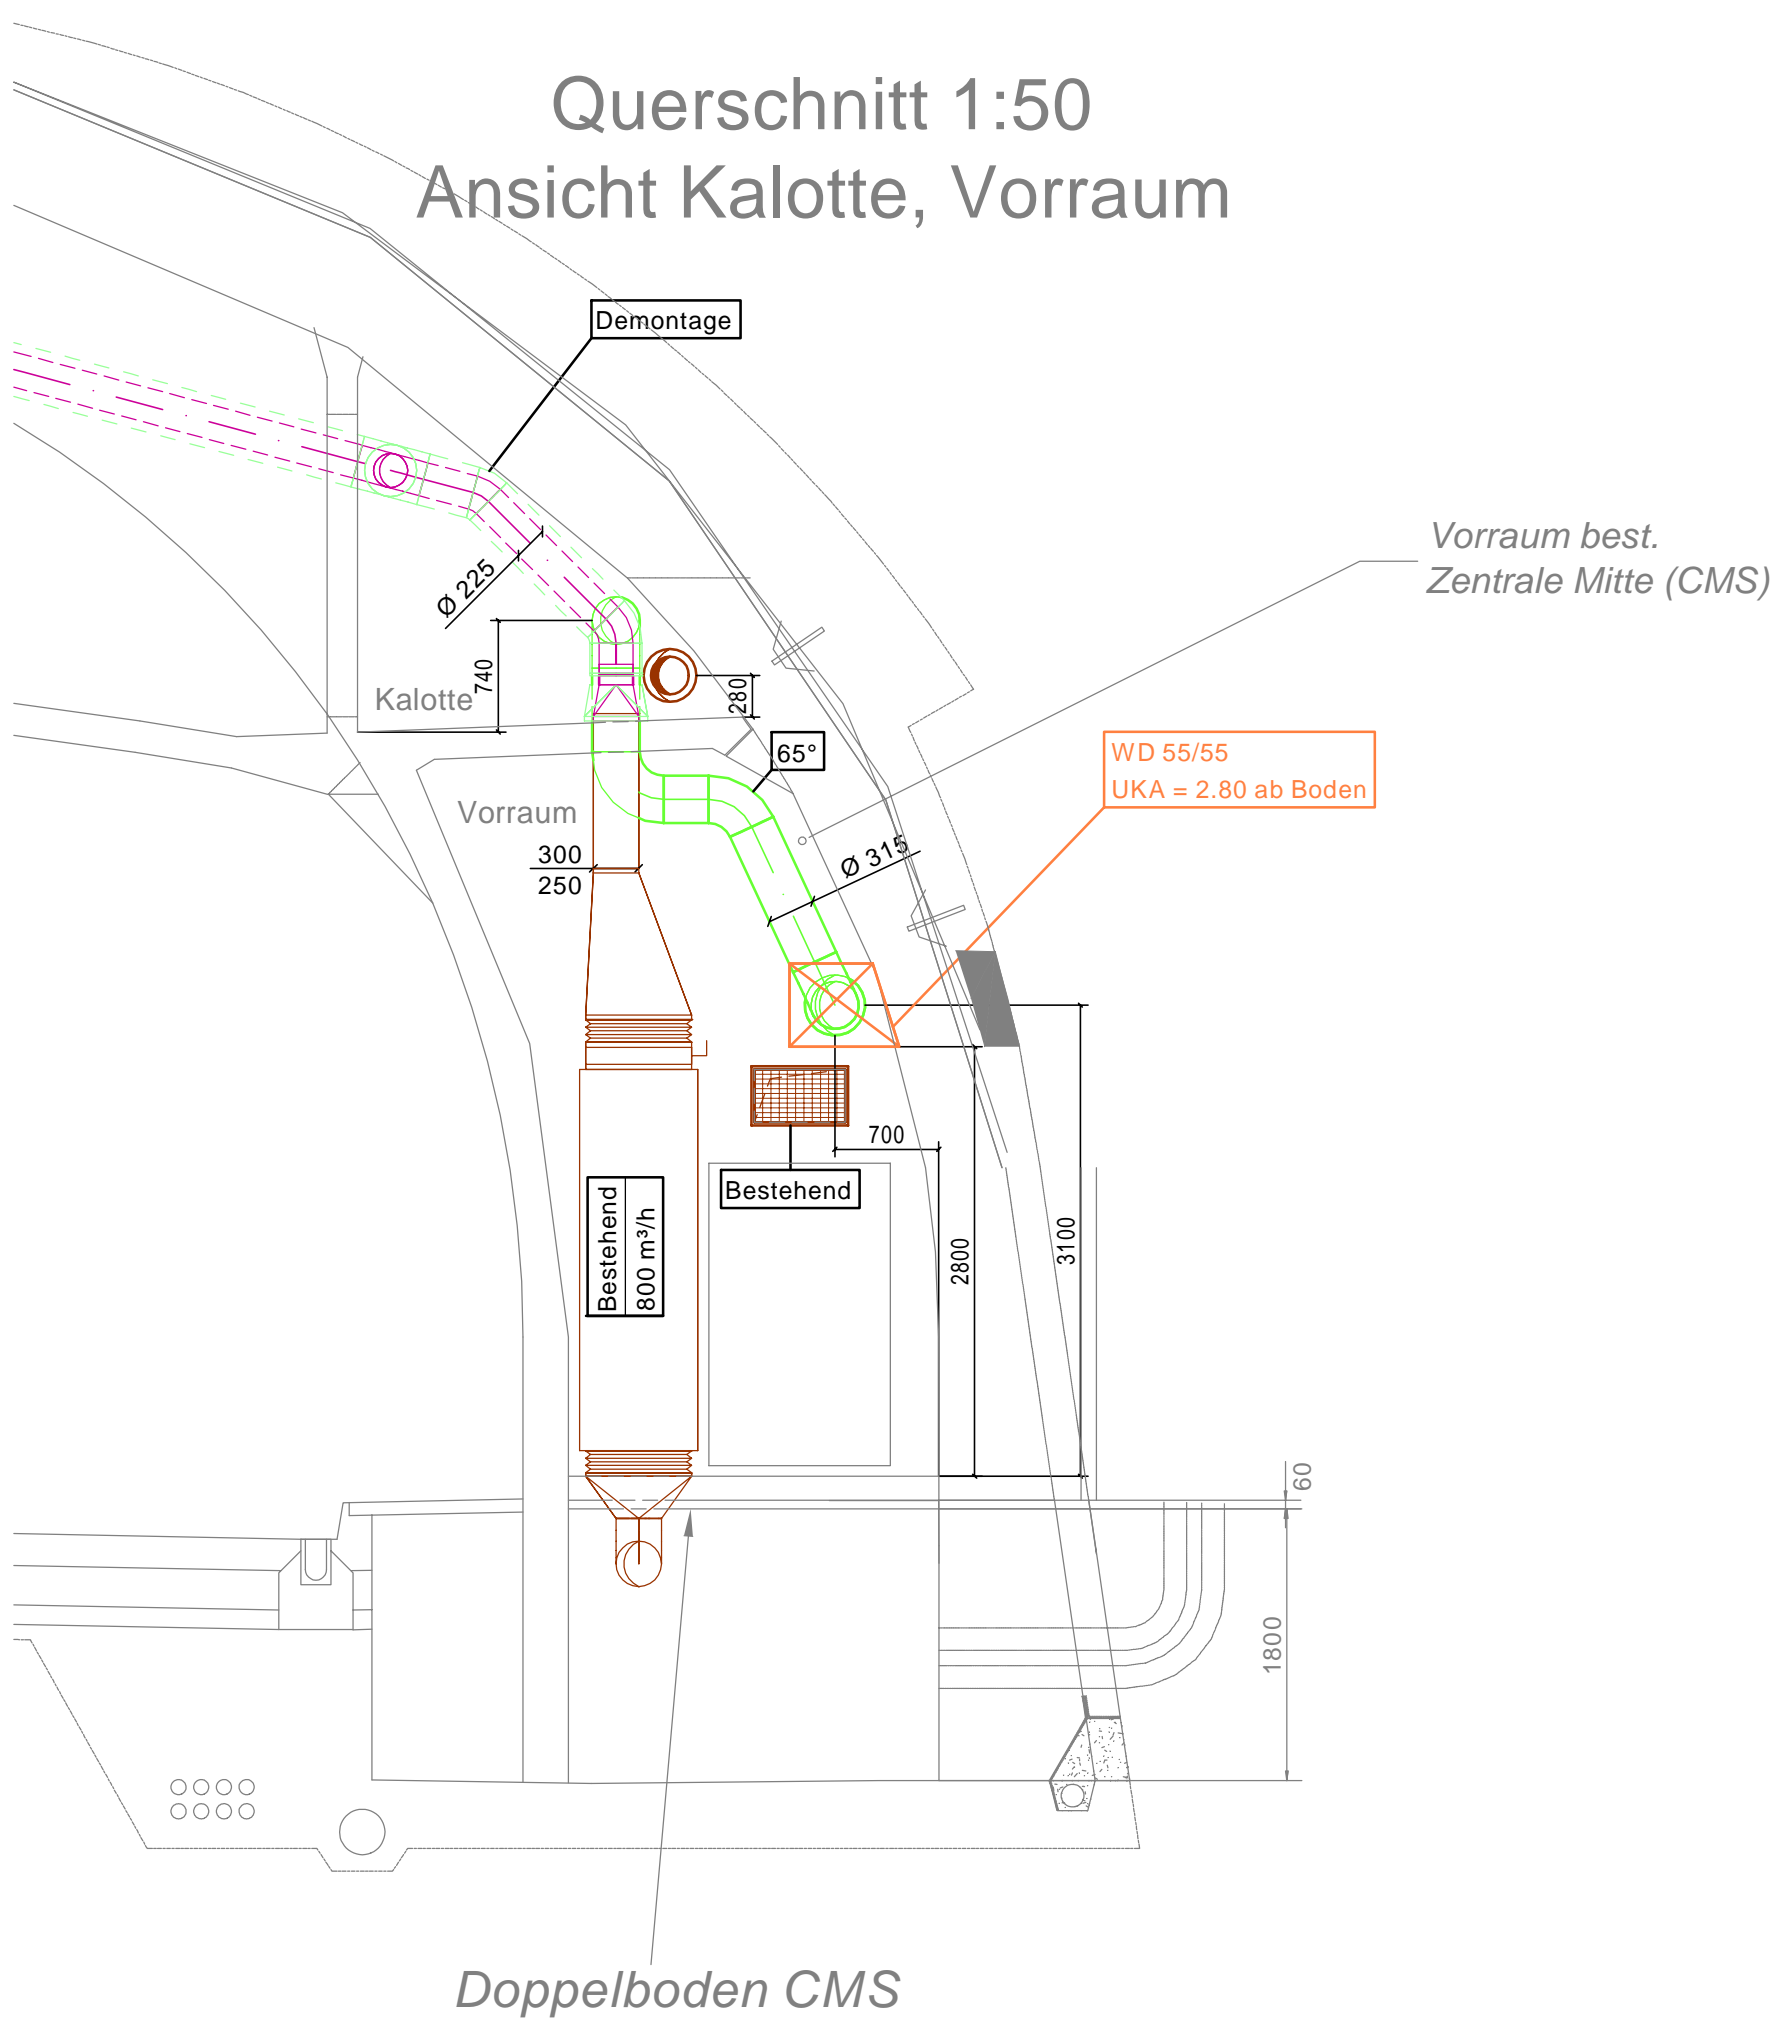 Querschnitt 1:50
Ansicht Kalotte, Vorraum
Demontage
Vorraum best.
Zentrale Mitte (CMS)
Ø 225
740
Kalotte
280
65°
WD 55/55
UKA = 2.80 ab Boden
Vorraum
300
250
Ø 315
700
Bestehend
Bestehend
800 m³/h
2800
3100
60
1800
Doppelboden CMS